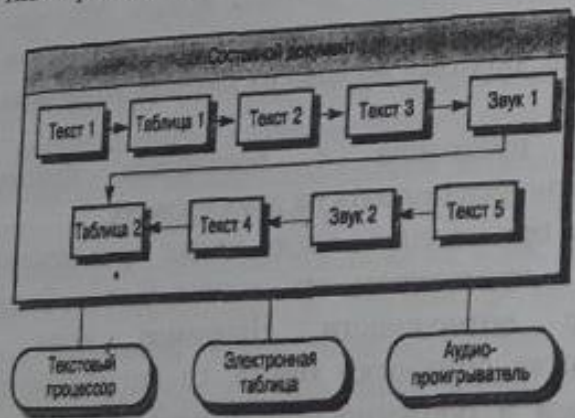 Составной документ
Текст 1 Таблица 1 Текст 2 Текст 3 Звук 1
Таблица 2 Текст 4 Звук 2 Текст 5
Текстовый
процессор
Электронная
таблица
Аудио-
проигрыватель